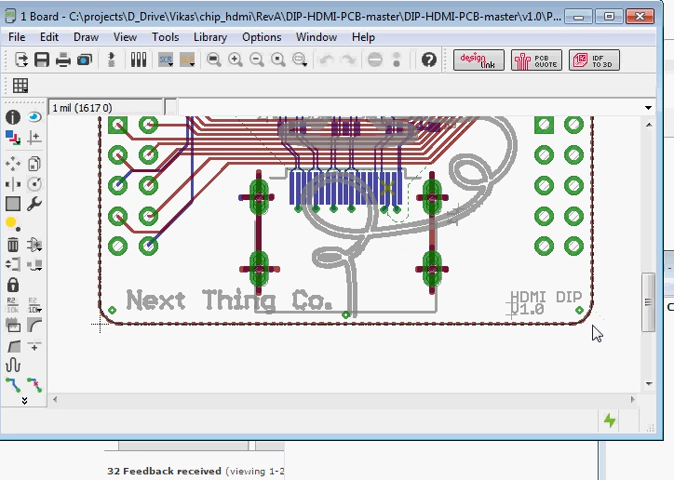 1 Board - C:\projects\D_Drive\Vikas\chip_hdmi\RevA\DIP-HDMI-PCB-master\DIP-HDMI-PCB-master\v1.0\P...
File Edit Draw View Tools Library Options Window Help
design link
PCB QUOTE
IDF TO 3D
1 mil (1617 0)
R2
10k
Next Thing Co.
HDMI DIP
v1.0
32 Feedback received (viewing 1-2